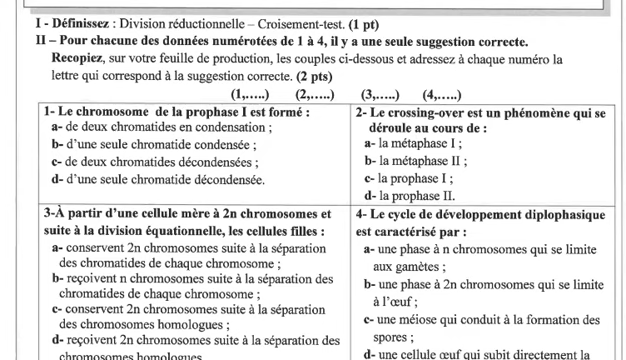 I - Définissez : Division réductionnelle – Croisement-test. (1 pt)
II – Pour chacune des données numérotées de 1 à 4, il y a une seule suggestion correcte.
Recopiez, sur votre feuille de production, les couples ci-dessous et adressez à chaque numéro la
lettre qui correspond à la suggestion correcte. (2 pts)
(1,.....) (2,.....) (3,.....) (4,.....)
1- Le chromosome de la prophase I est formé :
a- de deux chromatides en condensation ;
b- d'une seule chromatide condensée ;
c- de deux chromatides décondensées ;
d- d'une seule chromatide décondensée.
2- Le crossing-over est un phénomène qui se
déroule au cours de :
a- la métaphase I ;
b- la métaphase II ;
c- la prophase I ;
d- la prophase II.
3-À partir d'une cellule mère à 2n chromosomes et
suite à la division équationnelle, les cellules filles :
a- conservent 2n chromosomes suite à la séparation
des chromatides de chaque chromosome ;
b- reçoivent n chromosomes suite à la séparation des
chromatides de chaque chromosome ;
c- conservent 2n chromosomes suite à la séparation
des chromosomes homologues ;
d- reçoivent 2n chromosomes suite à la séparation des
chromosomes homologues.
4- Le cycle de développement diplophasique
est caractérisé par :
a- une phase à n chromosomes qui se limite
aux gamètes ;
b- une phase à 2n chromosomes qui se limite
à l'œuf ;
c- une méiose qui conduit à la formation des
spores ;
d- une cellule œuf qui subit directement la